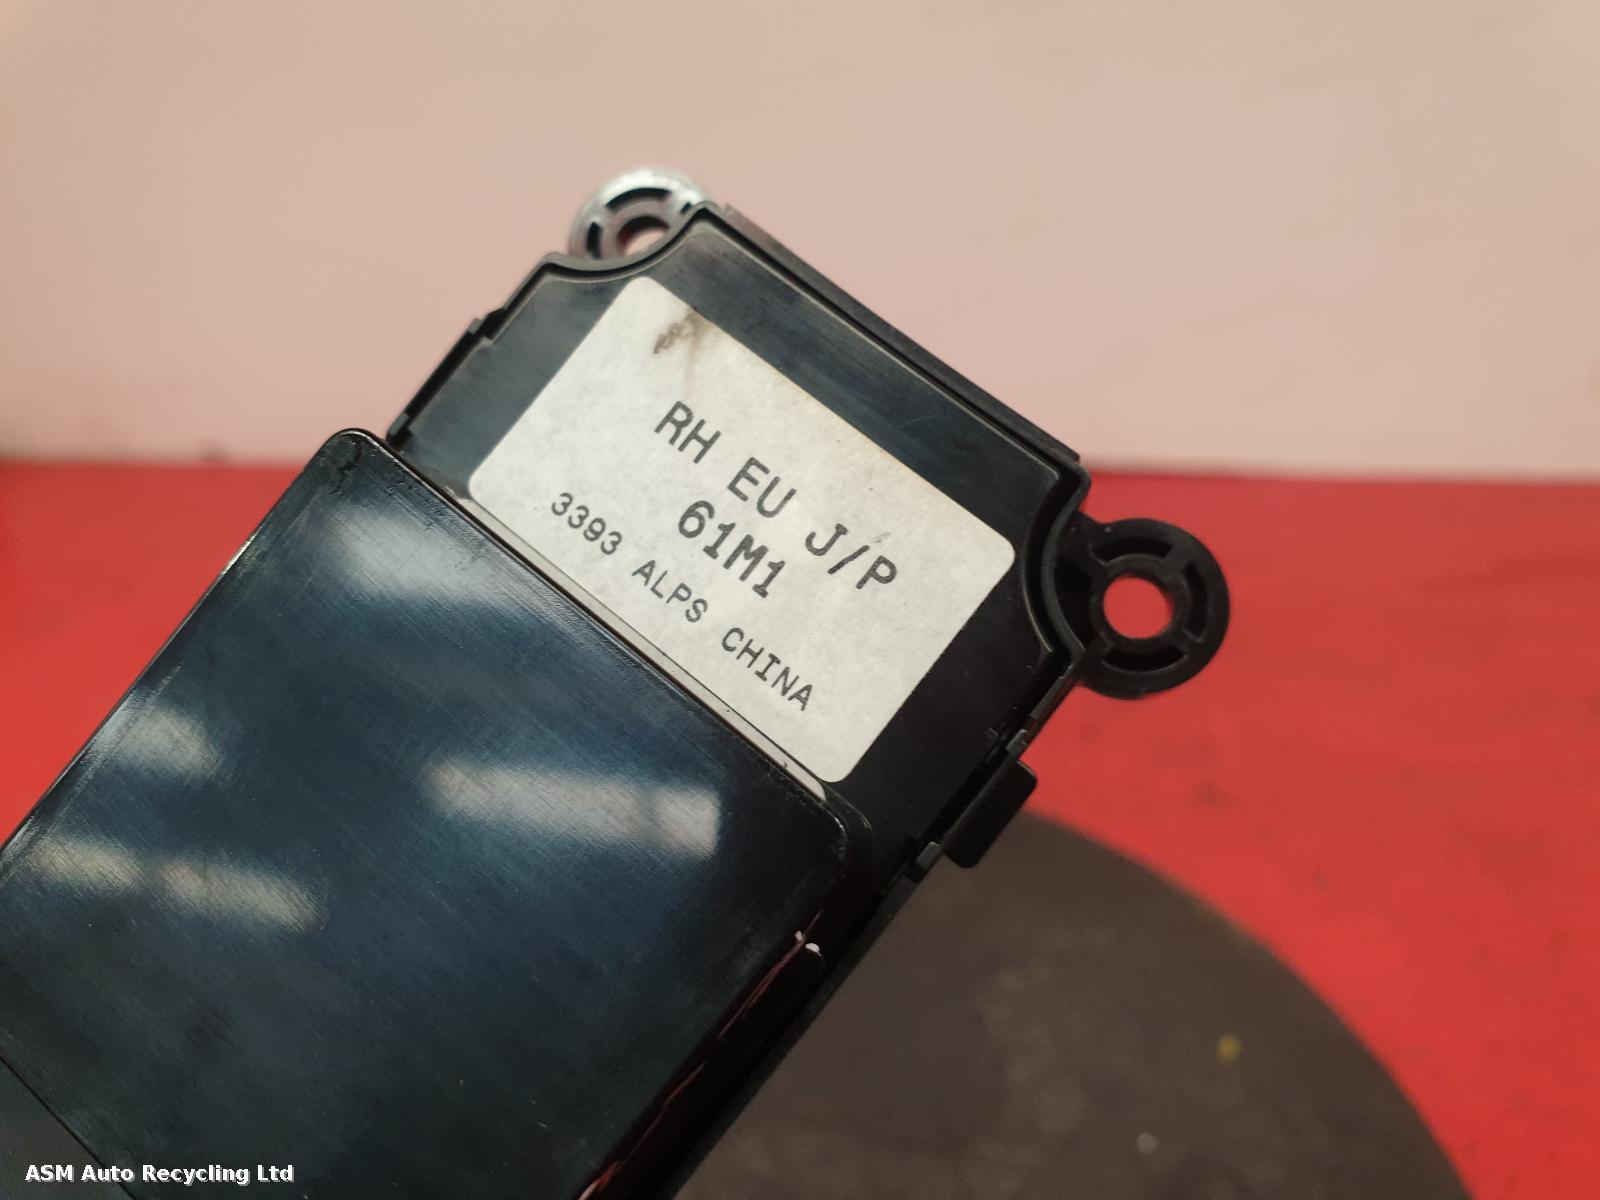 RH EU J/P
61M1
3393 ALPS CHINA
ASM Auto Recycling Ltd